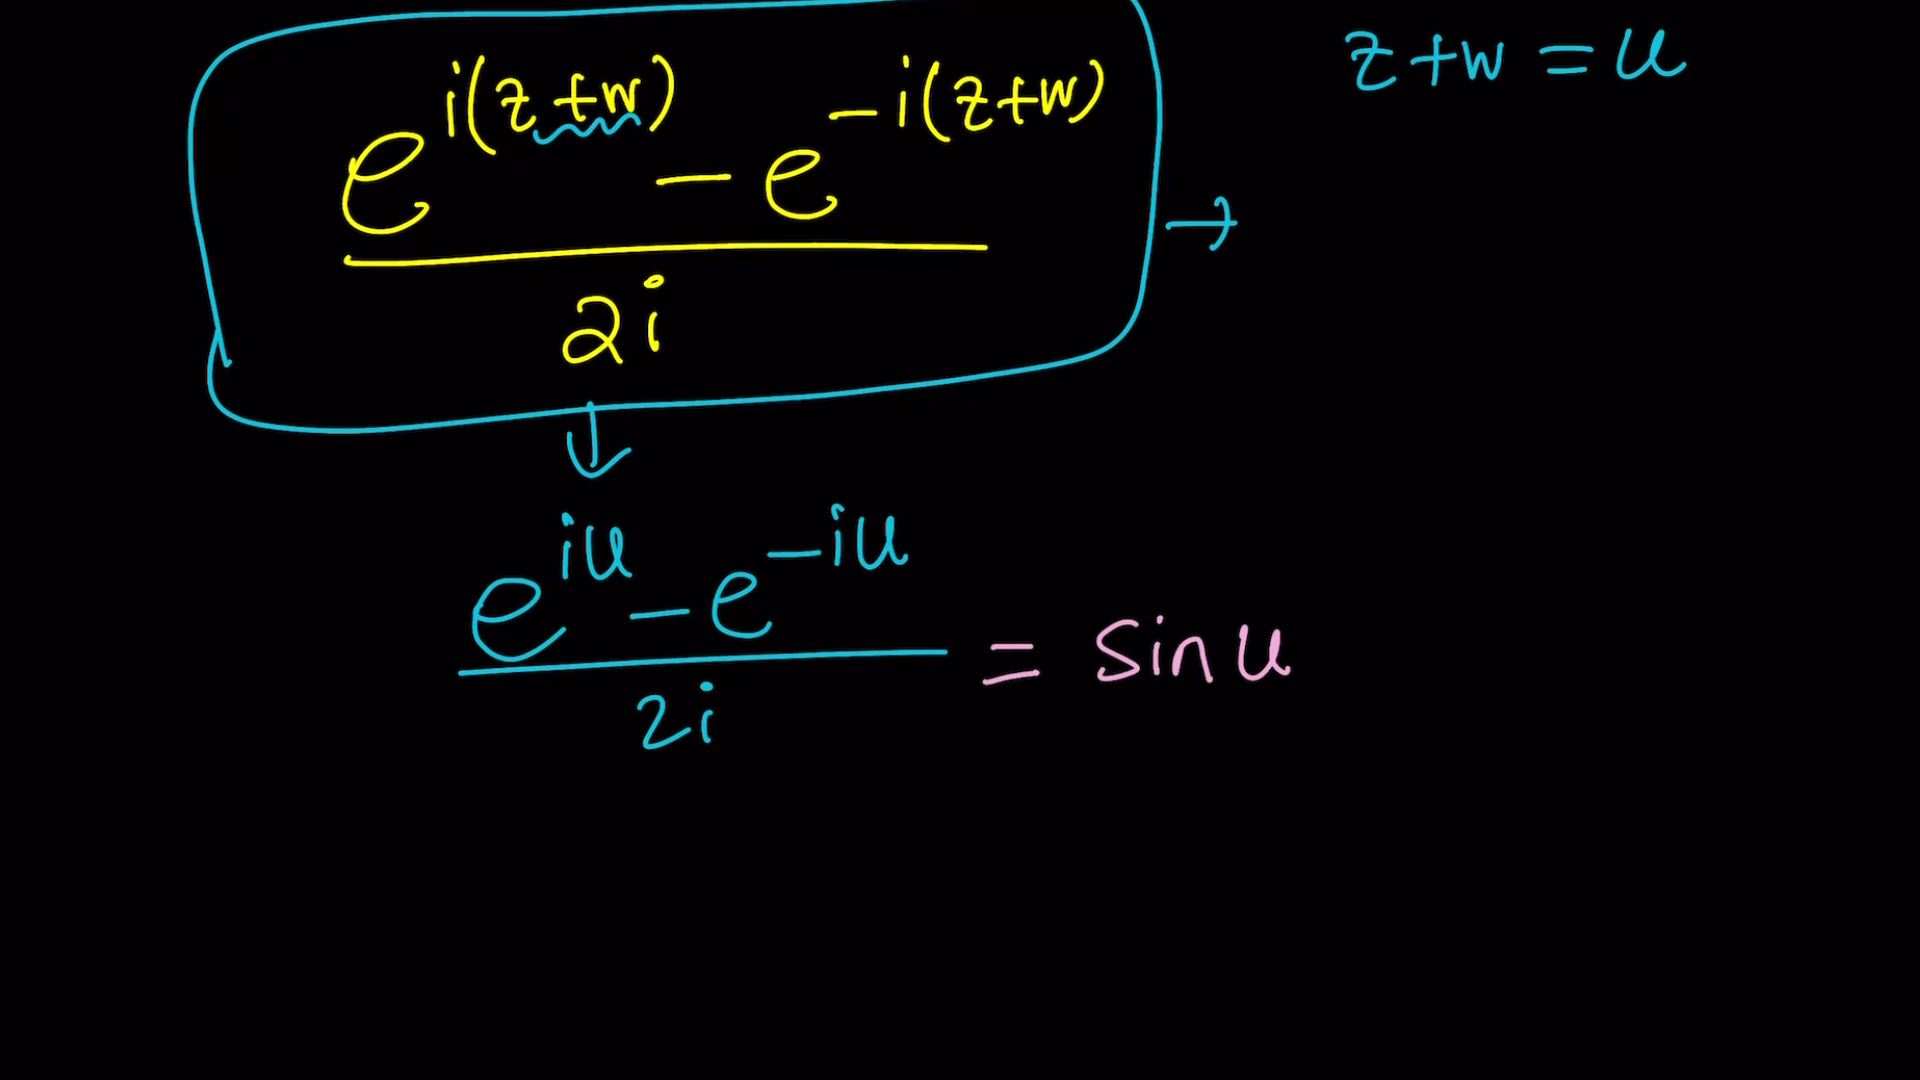 e^{i(z+w)} - e^{-i(z+w)}
2i
→
z+w = u
↓
e^{iu} - e^{-iu}
2i
= sin u